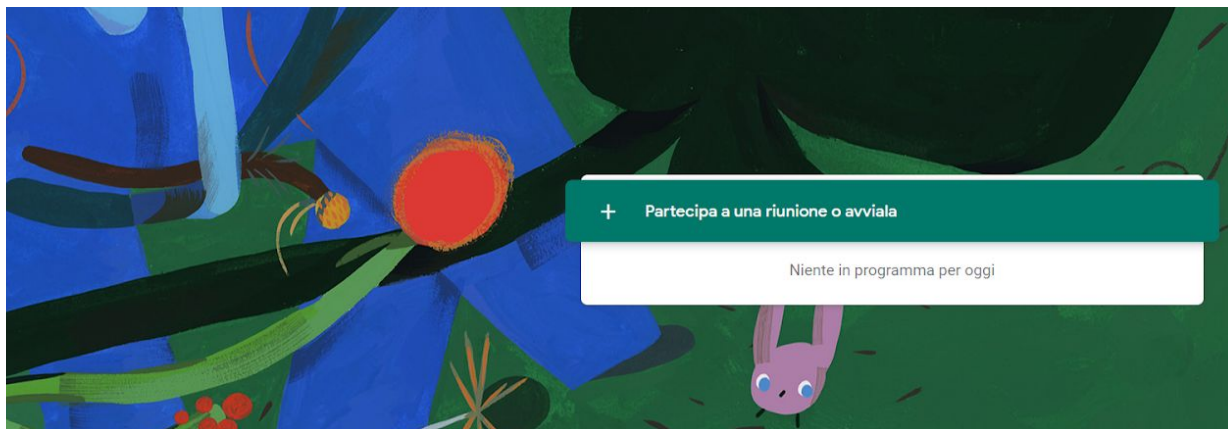 + Partecipa a una riunione o avviala
Niente in programma per oggi